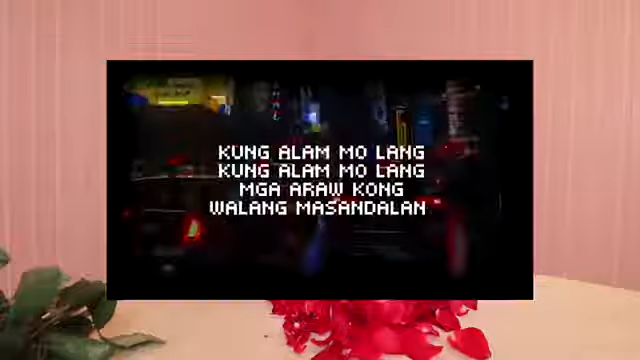 KUNG ALAM MO LANG
KUNG ALAM MO LANG
MGA ARAW KONG
WALANG MASANDALAN